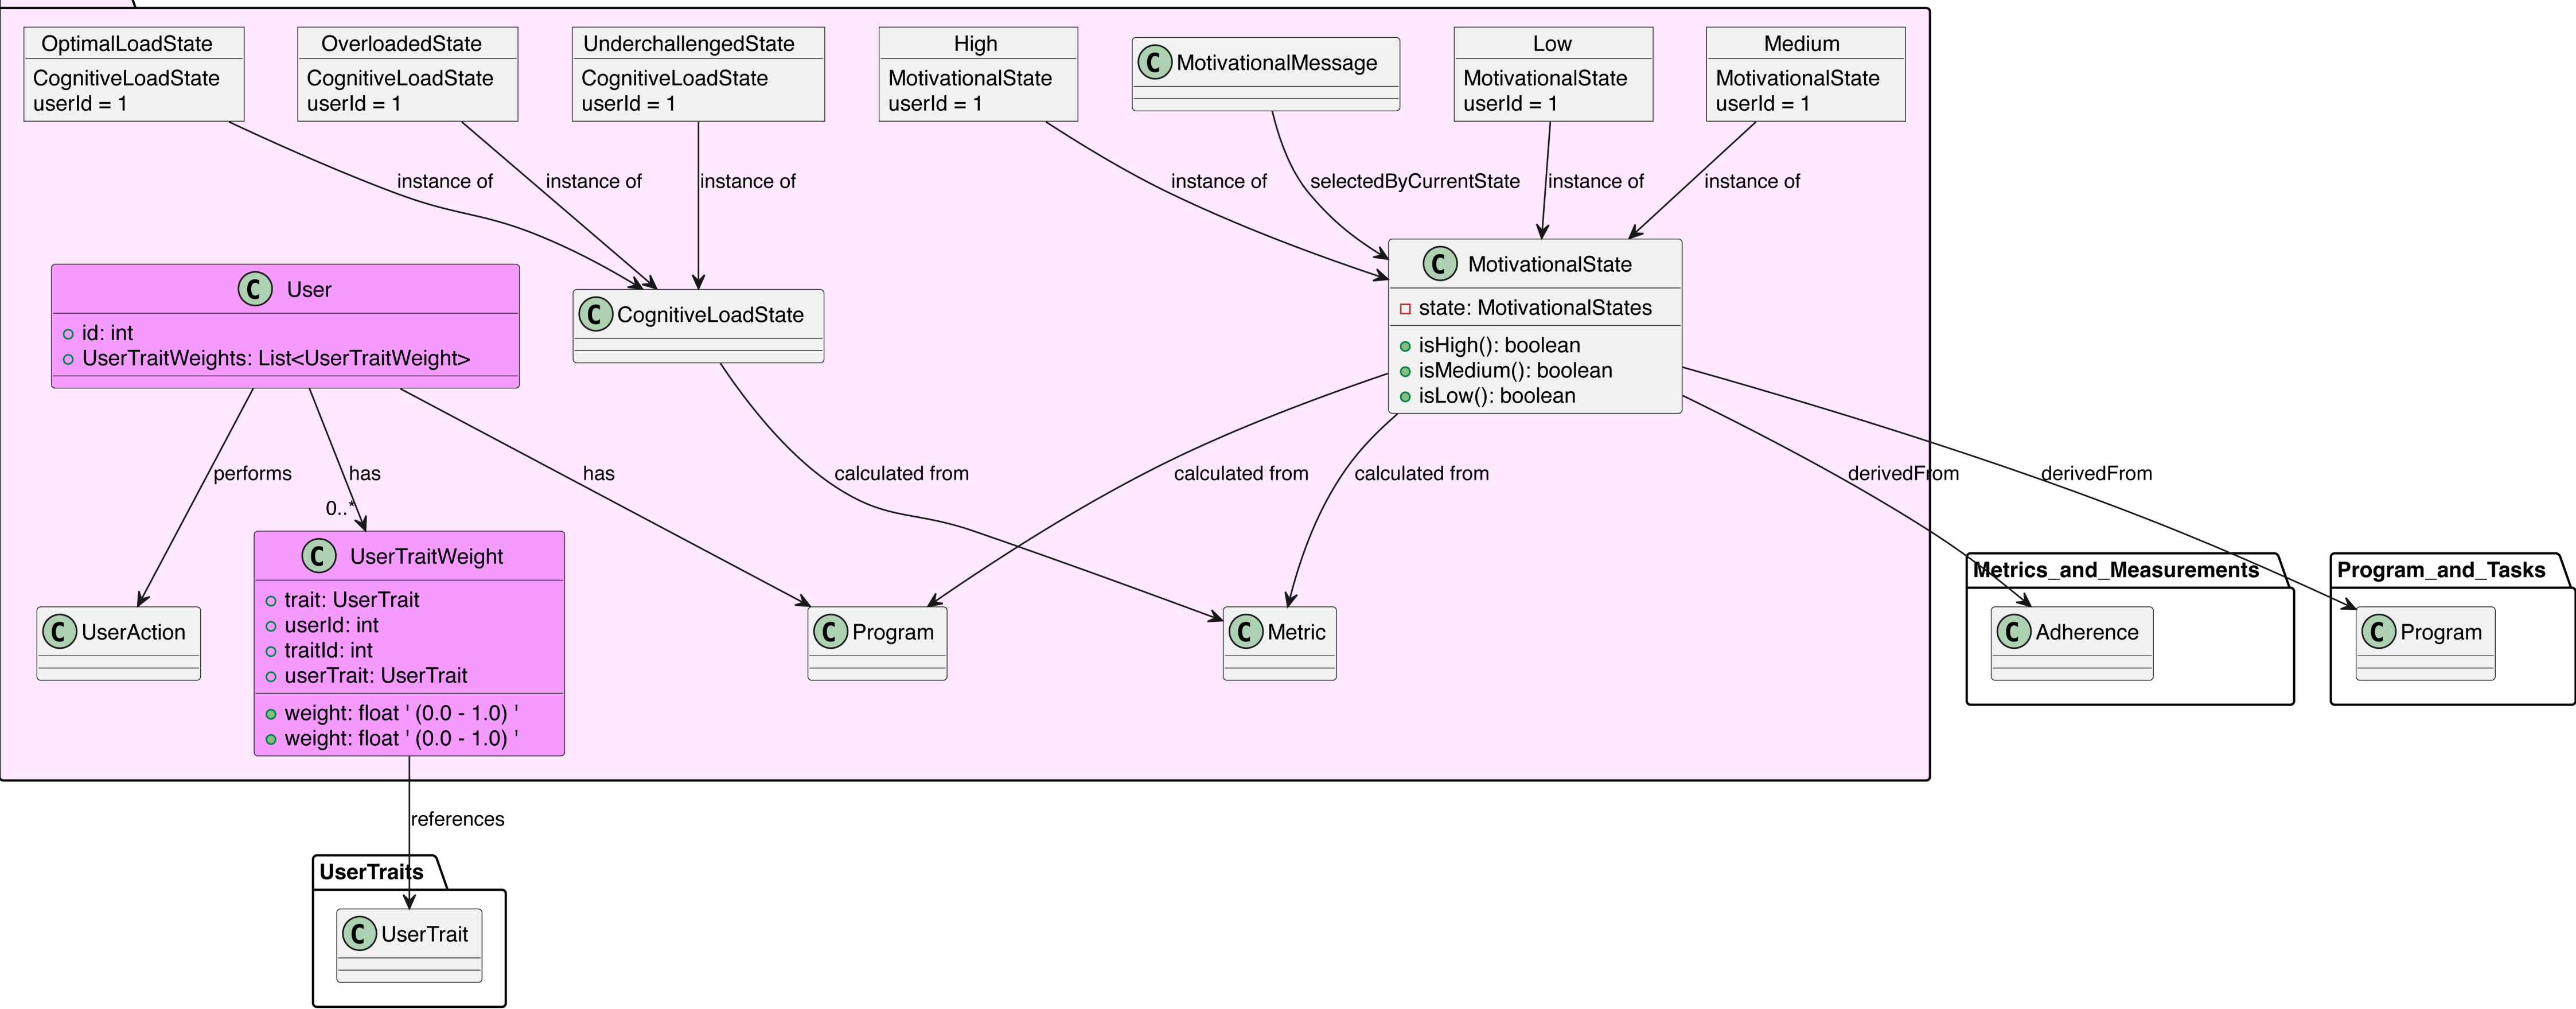 OptimalLoadState
CognitiveLoadState
userId = 1
OverloadedState
CognitiveLoadState
userId = 1
UnderchallengedState
CognitiveLoadState
userId = 1
High
MotivationalState
userId = 1
C MotivationalMessage
Low
MotivationalState
userId = 1
Medium
MotivationalState
userId = 1
instance of
instance of
instance of
instance of
selectedByCurrentState
instance of
instance of
C User
id: int
UserTraitWeights: List<UserTraitWeight>
C CognitiveLoadState
C MotivationalState
state: MotivationalStates
isHigh(): boolean
isMedium(): boolean
isLow(): boolean
performs
has
0..*
has
calculated from
calculated from
calculated from
derivedFrom
derivedFrom
C UserAction
C UserTraitWeight
trait: UserTrait
userId: int
traitId: int
userTrait: UserTrait
weight: float ' (0.0 - 1.0) '
weight: float ' (0.0 - 1.0) '
C Program
C Metric
Metrics_and_Measurements
C Adherence
Program_and_Tasks
C Program
references
UserTraits
C UserTrait